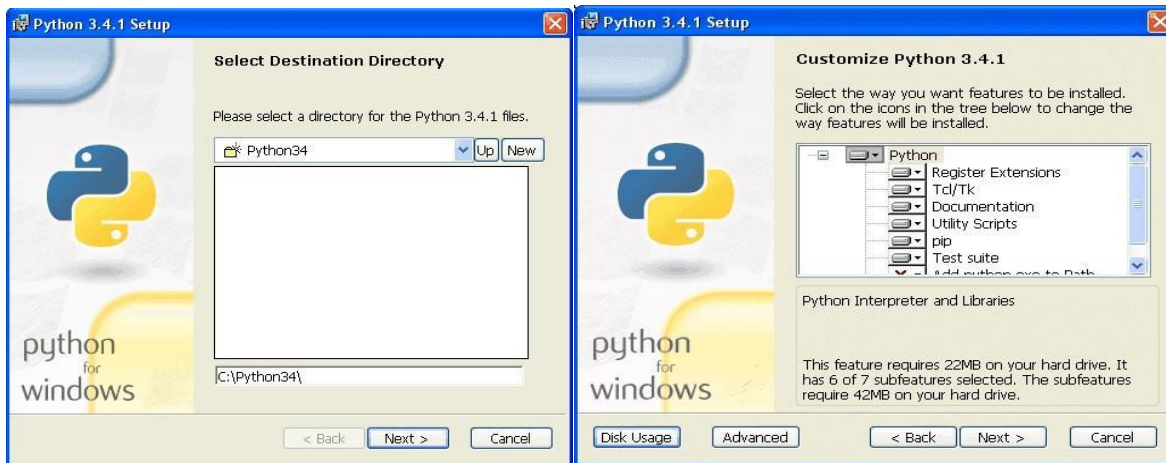 Python 3.4.1 Setup
Select Destination Directory
Please select a directory for the Python 3.4.1 files.
Python34
Up
New
C:\Python34\
python
for
windows
< Back
Next >
Cancel
Python 3.4.1 Setup
Customize Python 3.4.1
Select the way you want features to be installed.
Click on the icons in the tree below to change the
way features will be installed.
Python
Register Extensions
Tcl/Tk
Documentation
Utility Scripts
pip
Test suite
Add python.exe to Path
Python Interpreter and Libraries
This feature requires 22MB on your hard drive. It
has 6 of 7 subfeatures selected. The subfeatures
require 42MB on your hard drive.
python
for
windows
Disk Usage
Advanced
< Back
Next >
Cancel